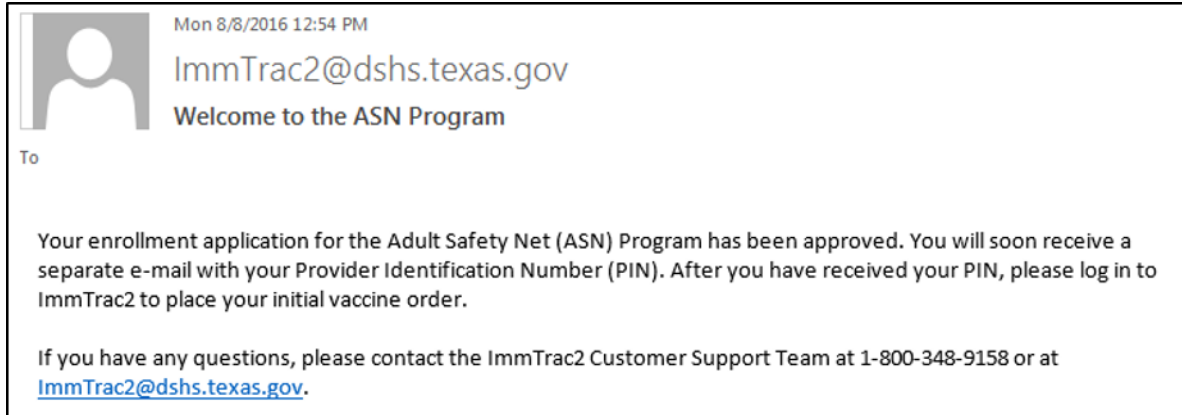 Mon 8/8/2016 12:54 PM
ImmTrac2@dshs.texas.gov
Welcome to the ASN Program
To
Your enrollment application for the Adult Safety Net (ASN) Program has been approved. You will soon receive a
separate e-mail with your Provider Identification Number (PIN). After you have received your PIN, please log in to
ImmTrac2 to place your initial vaccine order.
If you have any questions, please contact the ImmTrac2 Customer Support Team at 1-800-348-9158 or at
ImmTrac2@dshs.texas.gov.